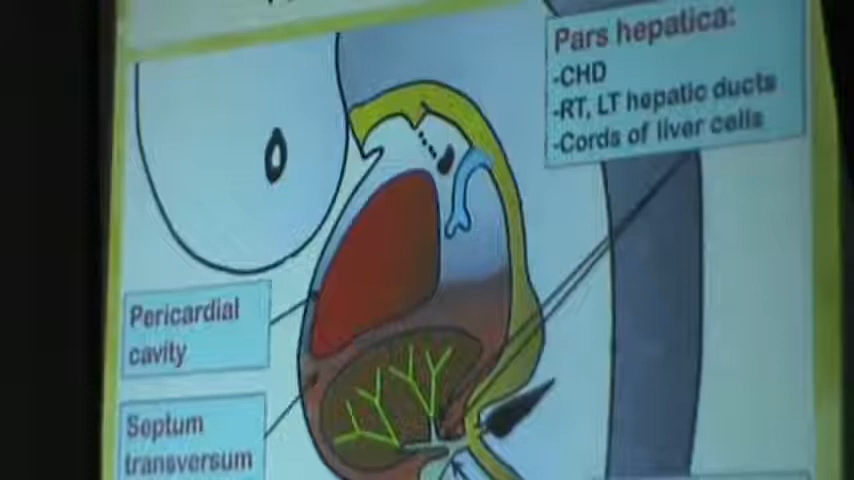 Pars hepatica:
-CHD
-RT, LT hepatic ducts
-Cords of liver cells
Pericardial
cavity
Septum
transversum